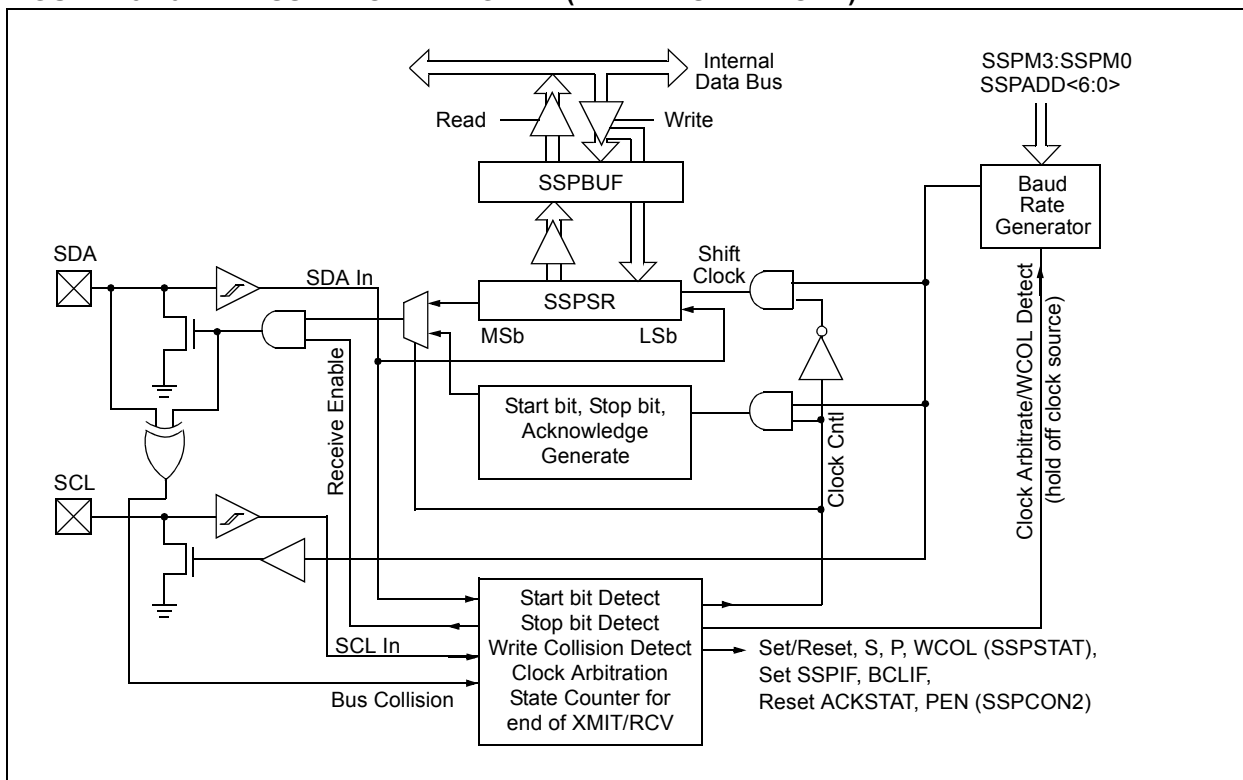 Internal
Data Bus
SSPM3:SSPM0
SSPADD<6:0>
Read
Write
SSPBUF
Baud
Rate
Generator
SDA
SDA In
Shift
Clock
SSPSR
MSb
LSb
Clock Arbitrate/WCOL Detect
(hold off clock source)
Receive Enable
Start bit, Stop bit,
Acknowledge
Generate
Clock Cntl
SCL
SCL In
Bus Collision
Start bit Detect
Stop bit Detect
Write Collision Detect
Clock Arbitration
State Counter for
end of XMIT/RCV
Set/Reset, S, P, WCOL (SSPSTAT),
Set SSPIF, BCLIF,
Reset ACKSTAT, PEN (SSPCON2)